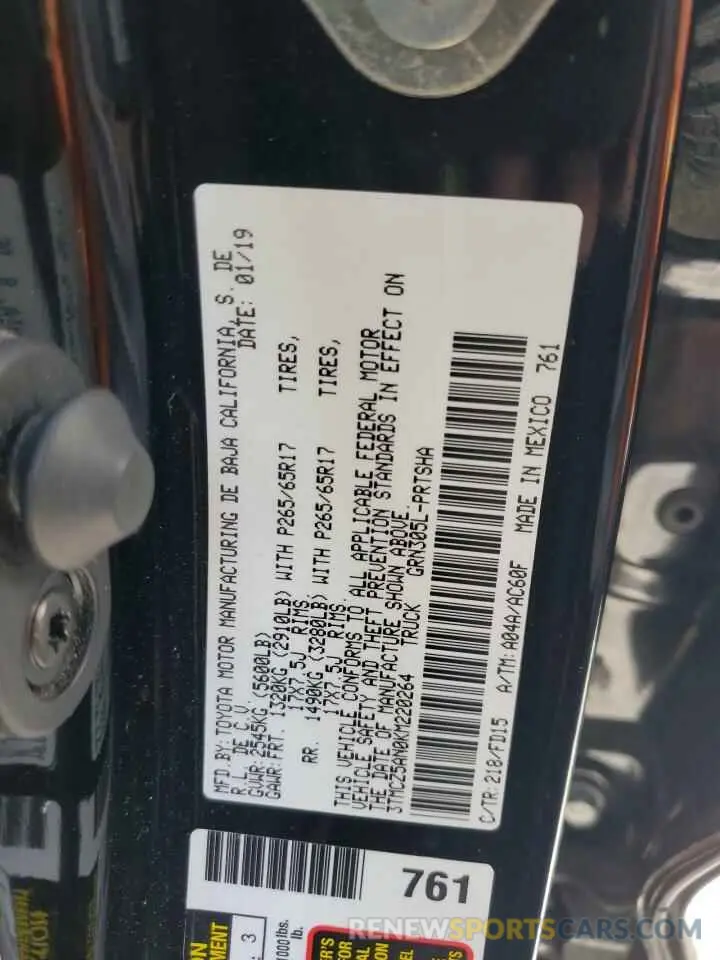 MFD.BY:TOYOTA MOTOR MANUFACTURING DE BAJA CALIFORNIA, S. DE
R.L. DE C.V. DATE: 01/19
GVWR: 2545KG (5600LB)
GAWR:FRT. 1320KG (2910LB) WITH P265/65R17 TIRES,
17X7.5J RIMS
RR. 1490KG (3280LB) WITH P265/65R17 TIRES,
17X7.5J RIMS
THIS VEHICLE CONFORMS TO ALL APPLICABLE FEDERAL MOTOR
VEHICLE SAFETY AND THEFT PREVENTION STANDARDS IN EFFECT ON
THE DATE OF MANUFACTURE SHOWN ABOVE.
3TMCZ5AN0KM220264 TRUCK GRN305L-PRTSHA
C/TR:218/FD15 A/TM:A04A/AC60F MADE IN MEXICO 761
761
3
1000lbs.
lb.
RENEWSPORTSCARS.COM